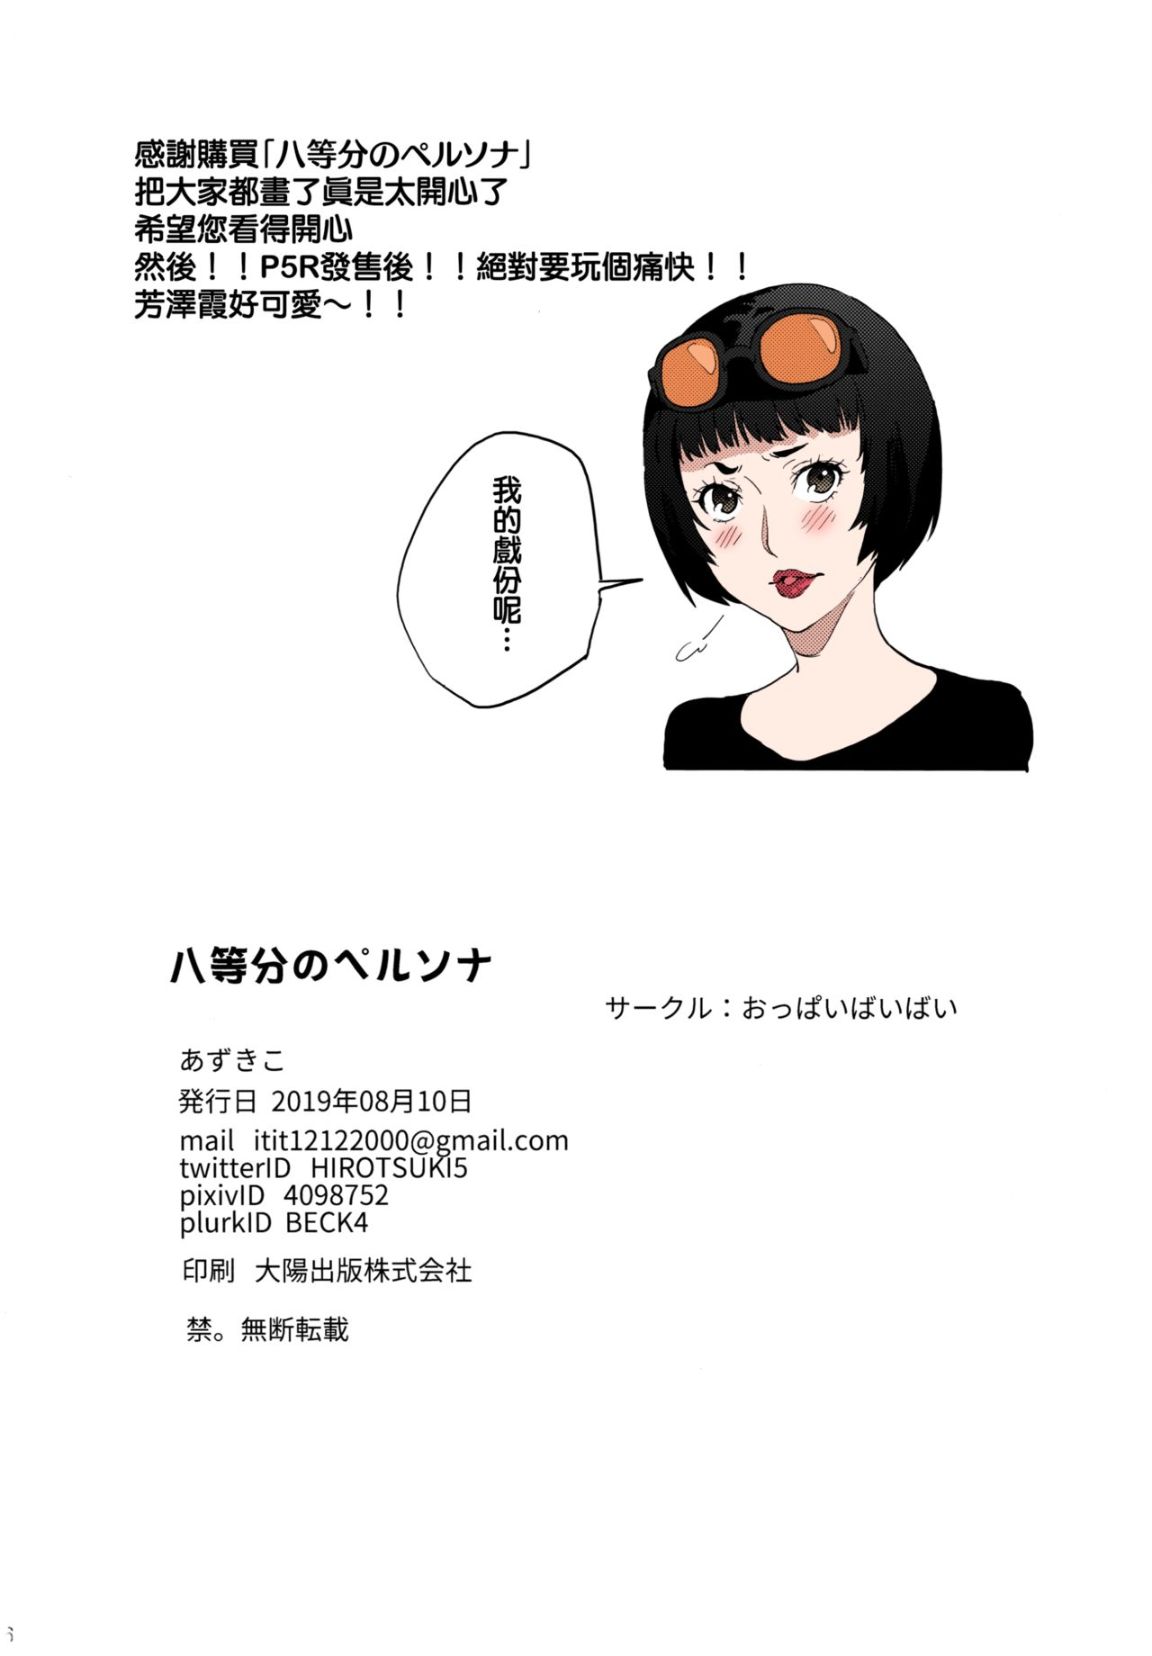 感謝購買「八等分のペルソナ」
把大家都畫了眞是太開心了
希望您看得開心
然後！！P5R發售後！！絕對要玩個痛快！！
芳澤霞好可愛～！！
我的戲份呢…
八等分のペルソナ
サークル：おっぱいばいばい
あずきこ
発行日 2019年08月10日
mail itit12122000@gmail.com
twitterID HIROTSUKI5
pixivID 4098752
plurkID BECK4
印刷 大陽出版株式会社
禁。無断転載